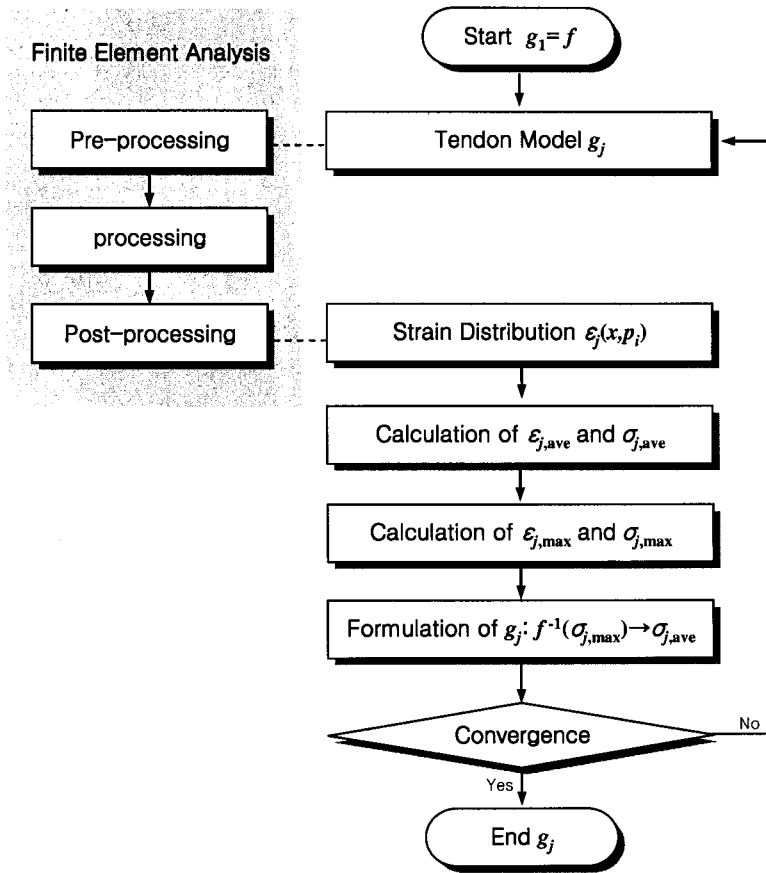 Start g₁=f
Finite Element Analysis
Pre-processing
Tendon Model gⱼ
processing
Post-processing
Strain Distribution εⱼ(x,pᵢ)
Calculation of εⱼ,ave and σⱼ,ave
Calculation of εⱼ,max and σⱼ,max
Formulation of gⱼ: f⁻¹(σⱼ,max)→σⱼ,ave
Convergence
No
Yes
End gⱼ